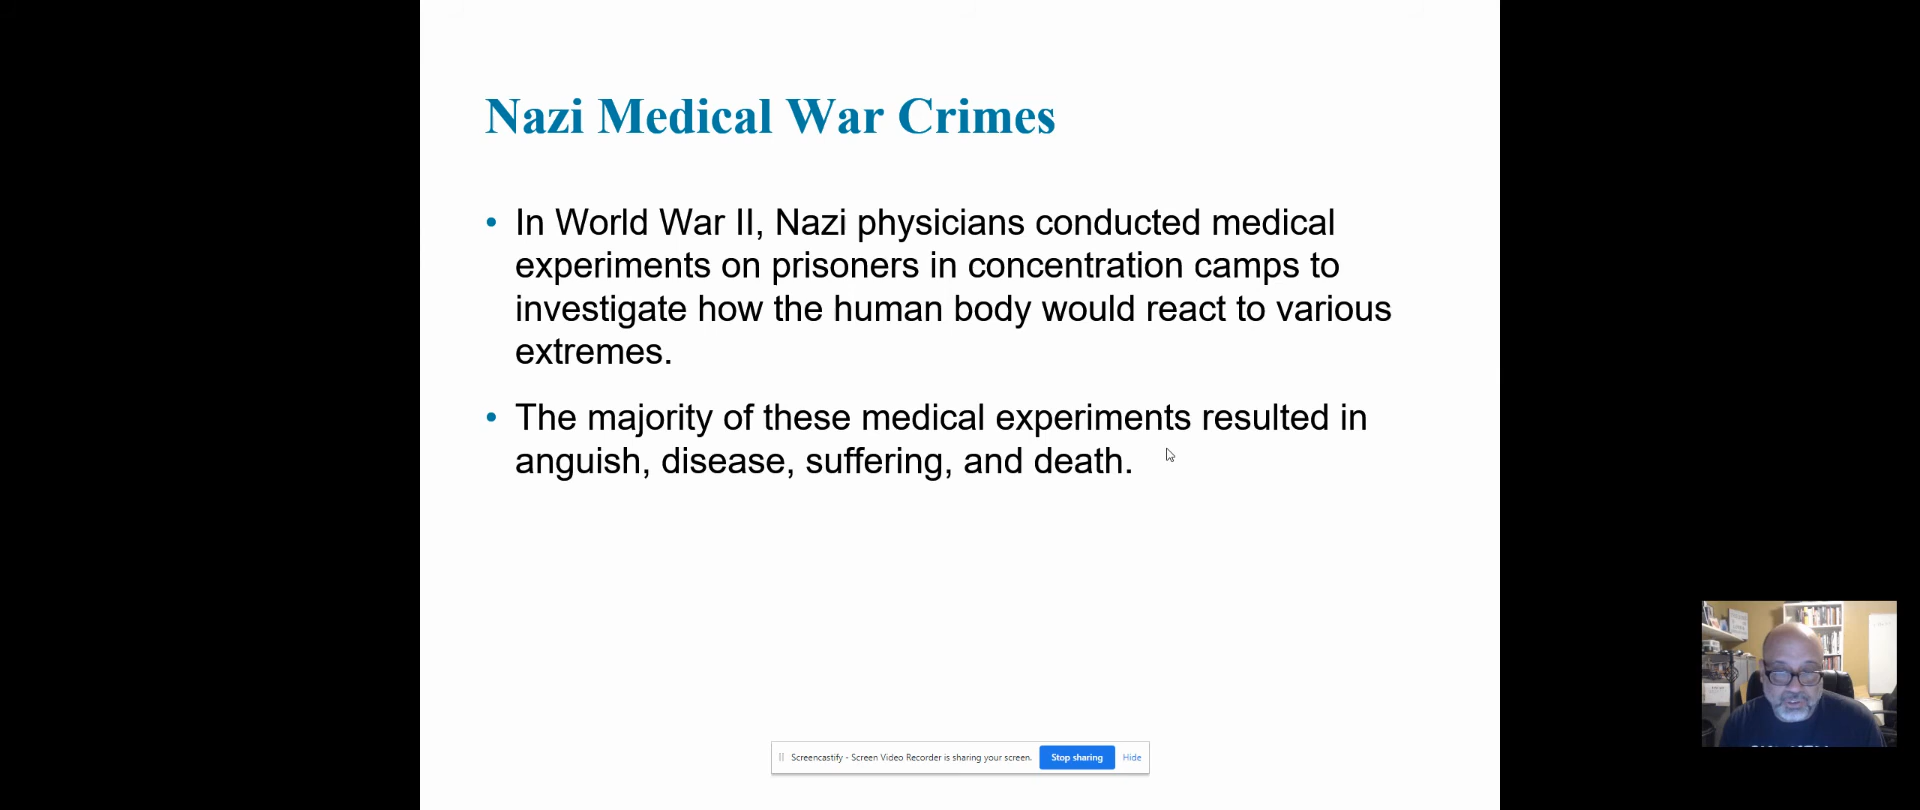 Nazi Medical War Crimes
• In World War II, Nazi physicians conducted medical
experiments on prisoners in concentration camps to
investigate how the human body would react to various
extremes.
• The majority of these medical experiments resulted in
anguish, disease, suffering, and death.
Screencastify - Screen Video Recorder is sharing your screen. Stop sharing Hide